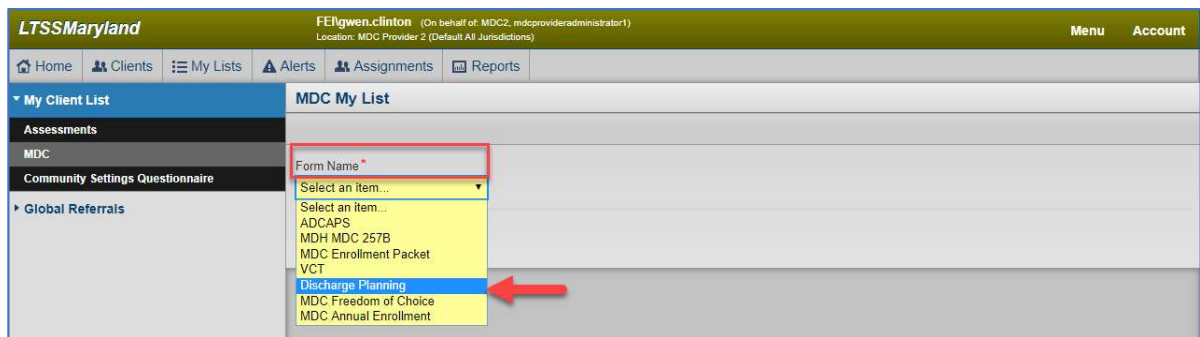 LTSSMaryland
FEI\gwen.clinton (On behalf of: MDC2, mdcprovideradministrator1)
Location: MDC Provider 2 (Default All Jurisdictions)
Menu Account
Home Clients My Lists Alerts Assignments Reports
My Client List
Assessments
MDC
Community Settings Questionnaire
Global Referrals
MDC My List
Form Name*
Select an item...
Select an item...
ADCAPS
MDH MDC 257B
MDC Enrollment Packet
VCT
Discharge Planning
MDC Freedom of Choice
MDC Annual Enrollment